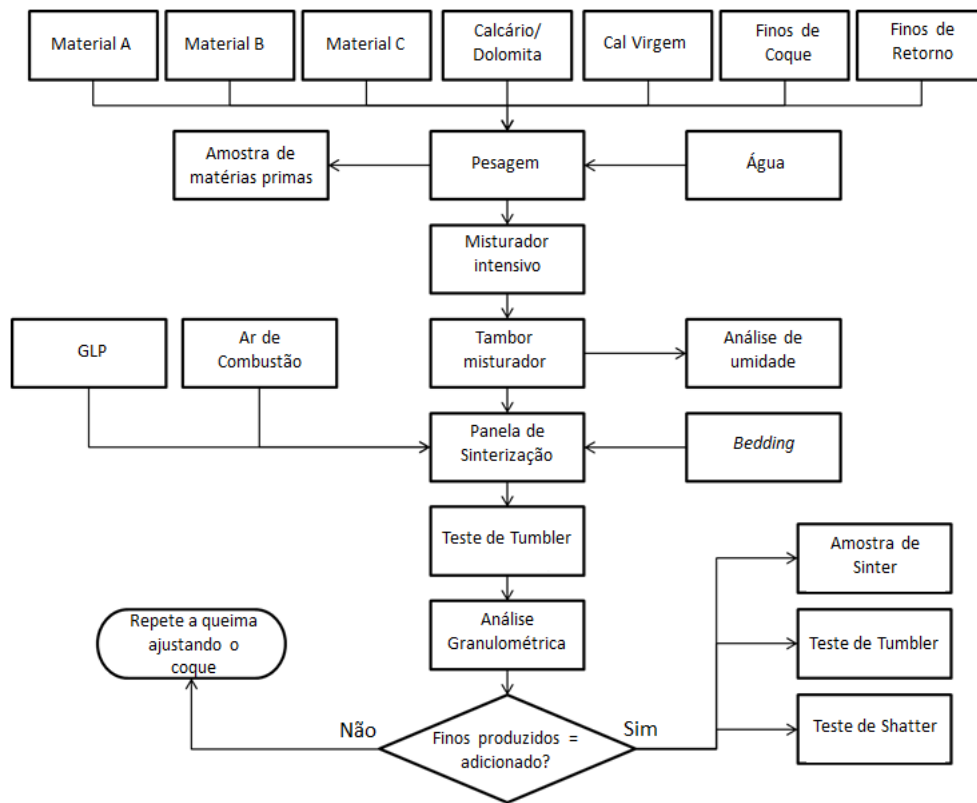 Material A
Material B
Material C
Calcário/
Dolomita
Cal Virgem
Finos de
Coque
Finos de
Retorno
Amostra de
matérias primas
Pesagem
Água
Misturador
intensivo
GLP
Ar de
Combustão
Tambor
misturador
Análise de
umidade
Panela de
Sinterização
Bedding
Teste de Tumbler
Amostra de
Sinter
Repete a queima
ajustando o
coque
Análise
Granulométrica
Teste de Tumbler
Não
Finos produzidos =
adicionado?
Sim
Teste de Shatter